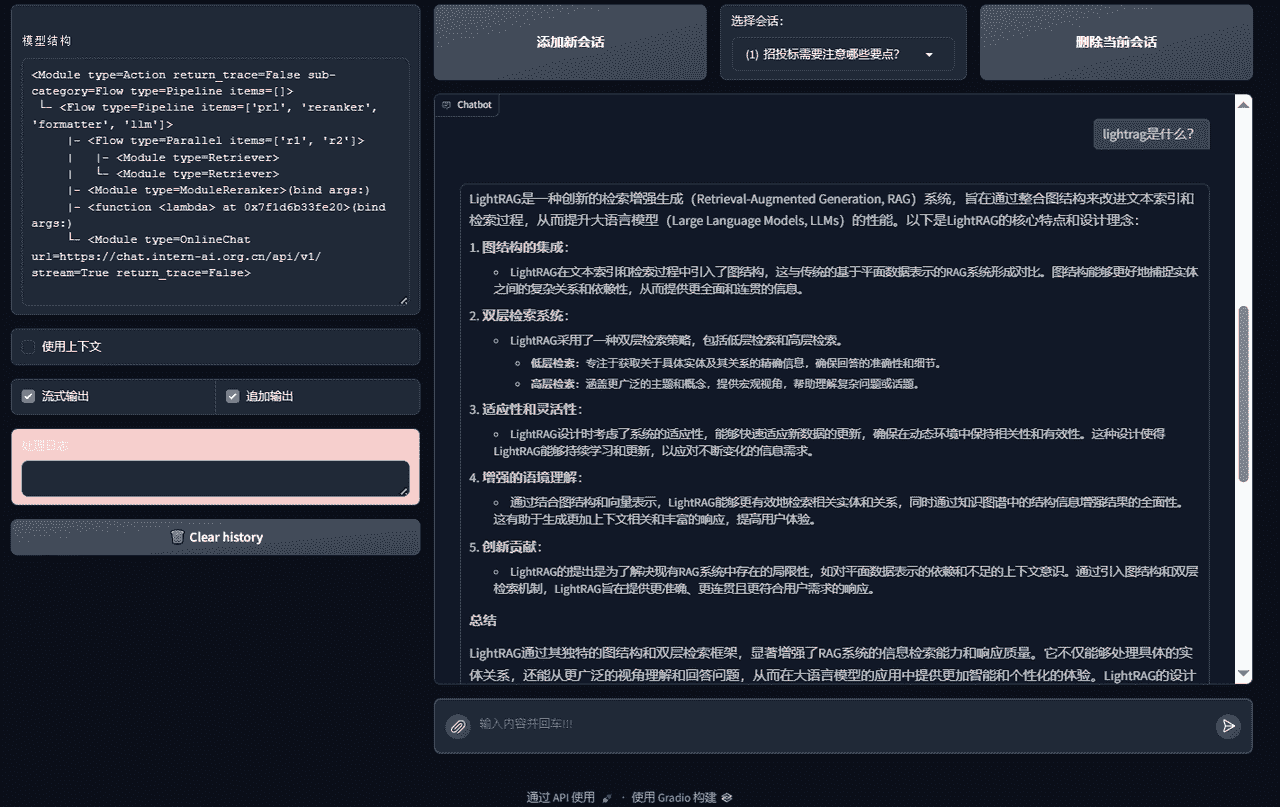 模型结构
<Module type=Action return_trace=False sub-
category=Flow type=Pipeline items=[]>
└─ <Flow type=Pipeline items=['prl', 'reranker',
'formatter', 'llm']>
|- <Flow type=Parallel items=['r1', 'r2']>
| |- <Module type=Retriever>
| └─ <Module type=Retriever>
|- <Module type=ModuleReranker>(bind args:)
|- <function <lambda> at 0x7f1d6b33fe20>(bind
args:)
└─ <Module type=OnlineChat
url=https://chat.intern-ai.org.cn/api/v1/
stream=True return_trace=False>
使用上下文
流式输出
追加输出
处理日志
Clear history
添加新会话
选择会话：
(1) 招投标需要注意哪些要点？
删除当前会话
Chatbot
lightrag是什么？
LightRAG是一种创新的检索增强生成（Retrieval-Augmented Generation, RAG）系统，旨在通过整合图结构来改进文本索引和
检索过程，从而提升大语言模型（Large Language Models, LLMs）的性能。以下是LightRAG的核心特点和设计理念：
1. 图结构的集成：
LightRAG在文本索引和检索过程中引入了图结构，这与传统的基于平面数据表示的RAG系统形成对比。图结构能够更好地捕捉实体
之间的复杂关系和依赖性，从而提供更全面和连贯的信息。
2. 双层检索系统：
LightRAG采用了一种双层检索策略，包括低层检索和高层检索。
低层检索：专注于获取关于具体实体及其关系的精确信息，确保回答的准确性和细节。
高层检索：涵盖更广泛的主题和概念，提供宏观视角，帮助理解复杂问题或话题。
3. 适应性和灵活性：
LightRAG设计时考虑了系统的适应性，能够快速适应新数据的更新，确保在动态环境中保持相关性和有效性。这种设计使得
LightRAG能够持续学习和更新，以应对不断变化的信息需求。
4. 增强的语境理解：
通过结合图结构和向量表示，LightRAG能够更有效地检索相关实体和关系，同时通过知识图谱中的结构信息增强结果的全面性。
这有助于生成更加上下文相关和丰富的响应，提高用户体验。
5. 创新贡献：
LightRAG的提出是为了解决现有RAG系统中存在的局限性，如对平面数据表示的依赖和不足的上下文意识。通过引入图结构和双层
检索机制，LightRAG旨在提供更准确、更连贯且更符合用户需求的响应。
总结
LightRAG通过其独特的图结构和双层检索框架，显著增强了RAG系统的信息检索能力和响应质量。它不仅能够处理具体的实
体关系，还能从更广泛的视角理解和回答问题，从而在大语言模型的应用中提供更加智能和个性化的体验。LightRAG的设计
输入内容并回车!!!
通过 API 使用 · 使用 Gradio 构建